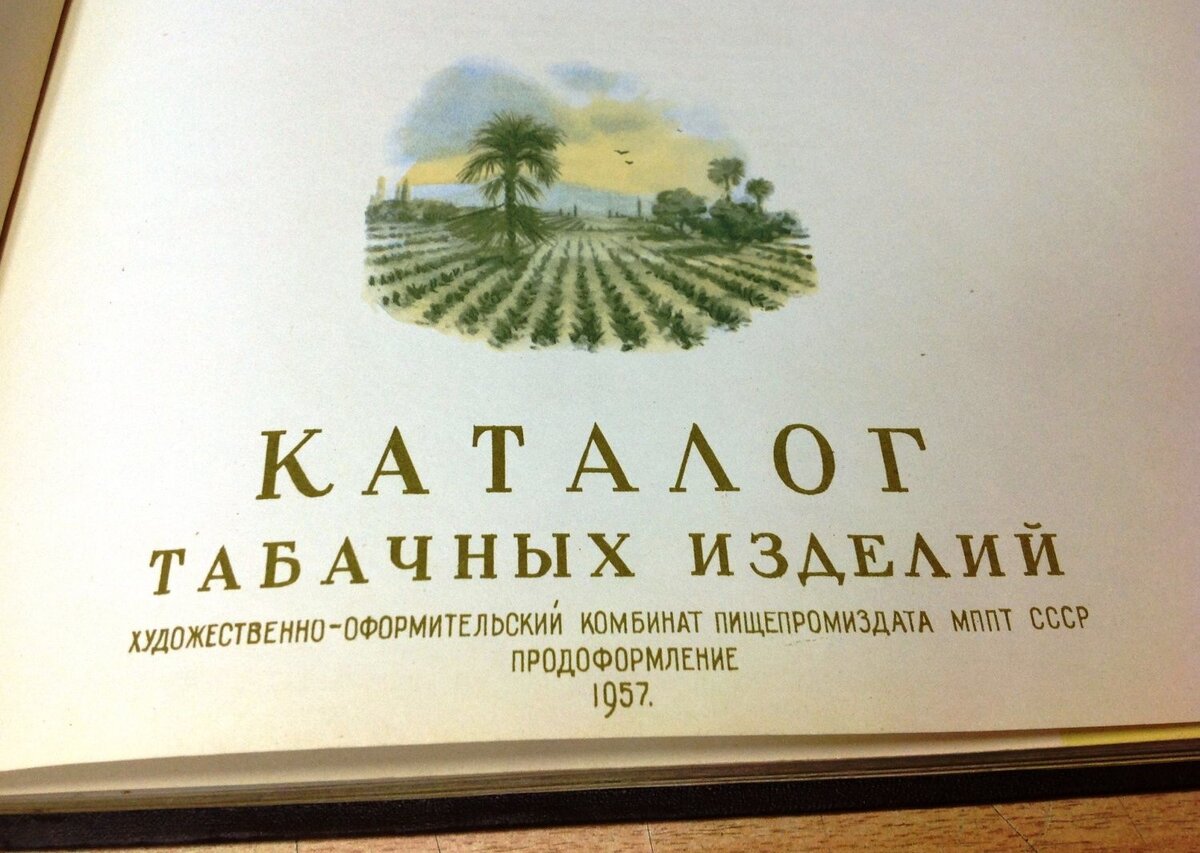 КАТАЛОГ
ТАБАЧНЫХ ИЗДЕЛИЙ
ХУДОЖЕСТВЕННО-ОФОРМИТЕЛЬСКИЙ КОМБИНАТ ПИЩЕПРОМИЗДАТА МППТ СССР
ПРОДОФОРМЛЕНИЕ
1957.